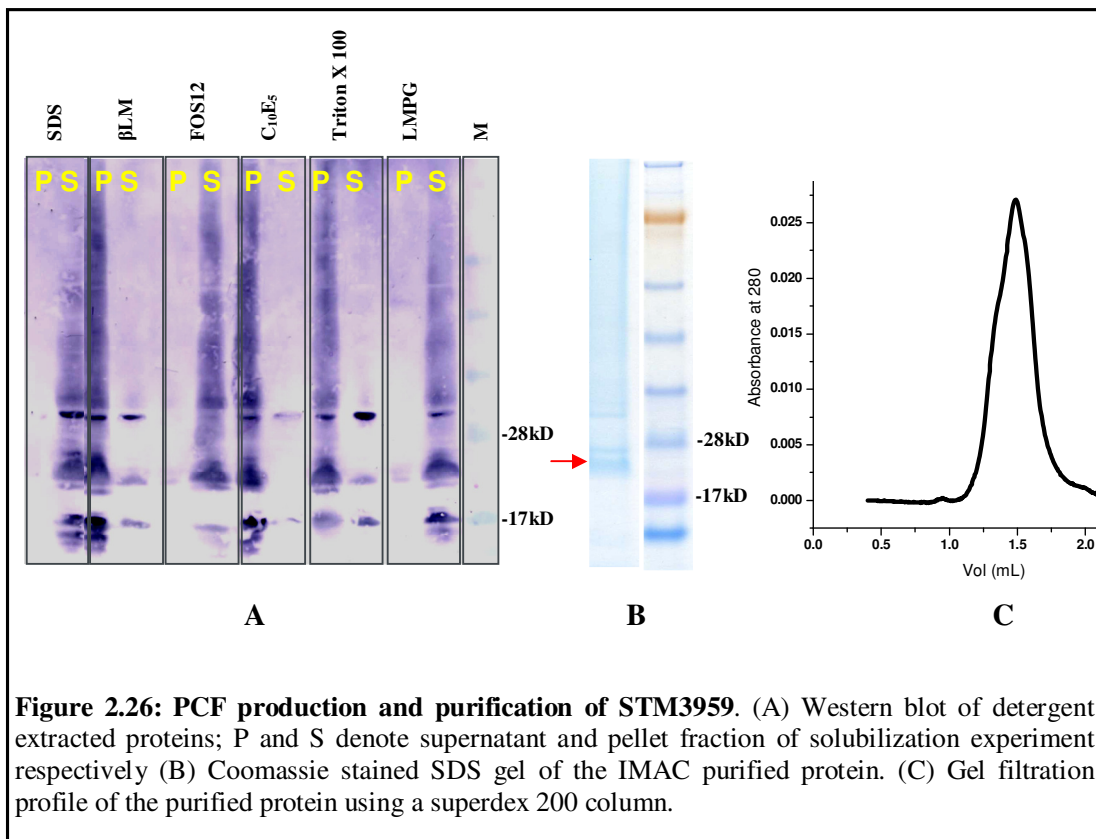 SDS
βLM
FOS12
C₁₀E₅
Triton X 100
LMPG
M
P S P S P S P S P S P S
-28kD
-17kD
A
-28kD
-17kD
B
Absorbance at 280
0.025
0.020
0.015
0.010
0.005
0.000
0.0 0.5 1.0 1.5 2.0
Vol (mL)
C
Figure 2.26: PCF production and purification of STM3959. (A) Western blot of detergent
extracted proteins; P and S denote supernatant and pellet fraction of solubilization experiment
respectively (B) Coomassie stained SDS gel of the IMAC purified protein. (C) Gel filtration
profile of the purified protein using a superdex 200 column.